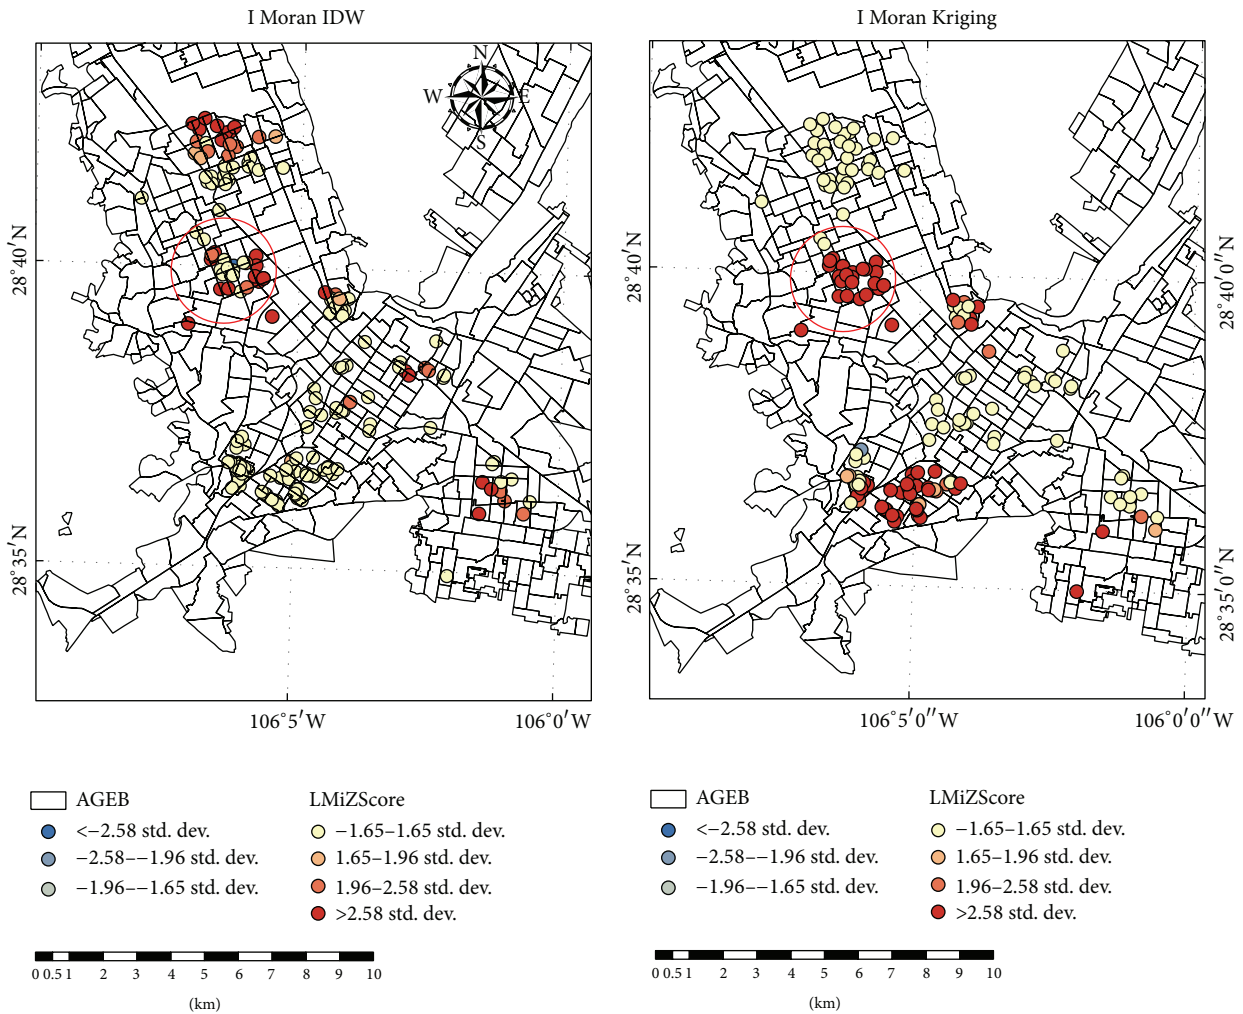 I Moran IDW
N
W E
S
28°40′N
28°35′N
106°5′W
106°0′W
AGEB
<−2.58 std. dev.
−2.58–−1.96 std. dev.
−1.96–−1.65 std. dev.
LMiZScore
−1.65–1.65 std. dev.
1.65–1.96 std. dev.
1.96–2.58 std. dev.
>2.58 std. dev.
0 0.5 1 2 3 4 5 6 7 8 9 10
(km)
I Moran Kriging
28°40′N
28°35′N
28°40′0″N
28°35′0″N
106°5′0″W
106°0′0″W
AGEB
<−2.58 std. dev.
−2.58–−1.96 std. dev.
−1.96–−1.65 std. dev.
LMiZScore
−1.65–1.65 std. dev.
1.65–1.96 std. dev.
1.96–2.58 std. dev.
>2.58 std. dev.
0 0.5 1 2 3 4 5 6 7 8 9 10
(km)